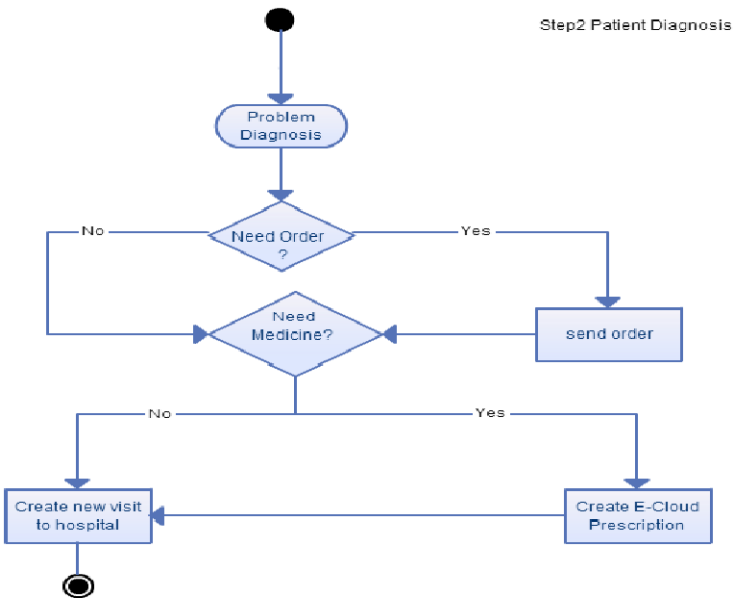 Step2 Patient Diagnosis
Problem
Diagnosis
No
Need Order
?
Yes
Need
Medicine?
send order
No
Yes
Create new visit
to hospital
Create E-Cloud
Prescription